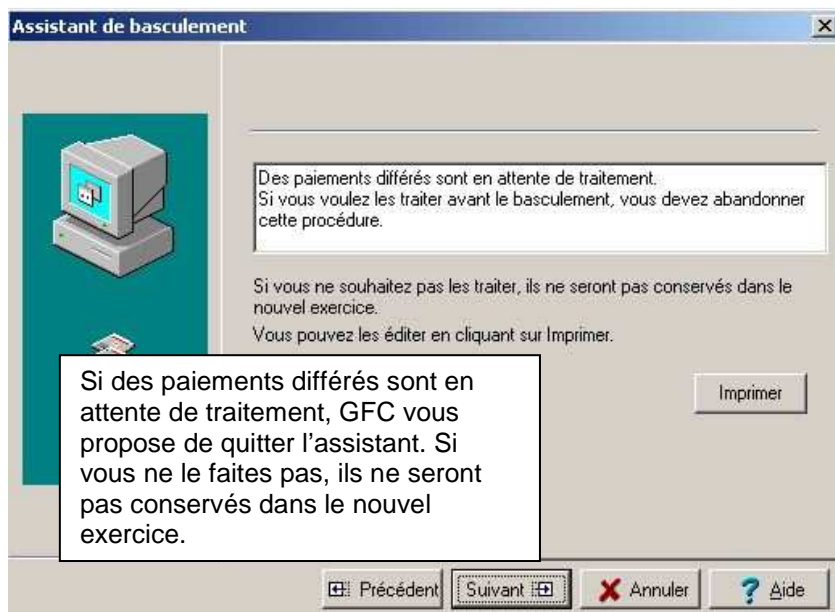 Assistant de basculement
Des paiements différés sont en attente de traitement.
Si vous voulez les traiter avant le basculement, vous devez abandonner
cette procédure.
Si vous ne souhaitez pas les traiter, ils ne seront pas conservés dans le
nouvel exercice.
Vous pouvez les éditer en cliquant sur Imprimer.
Imprimer
Si des paiements différés sont en
attente de traitement, GFC vous
propose de quitter l’assistant. Si
vous ne le faites pas, ils ne seront
pas conservés dans le nouvel
exercice.
Précédent Suivant Annuler Aide